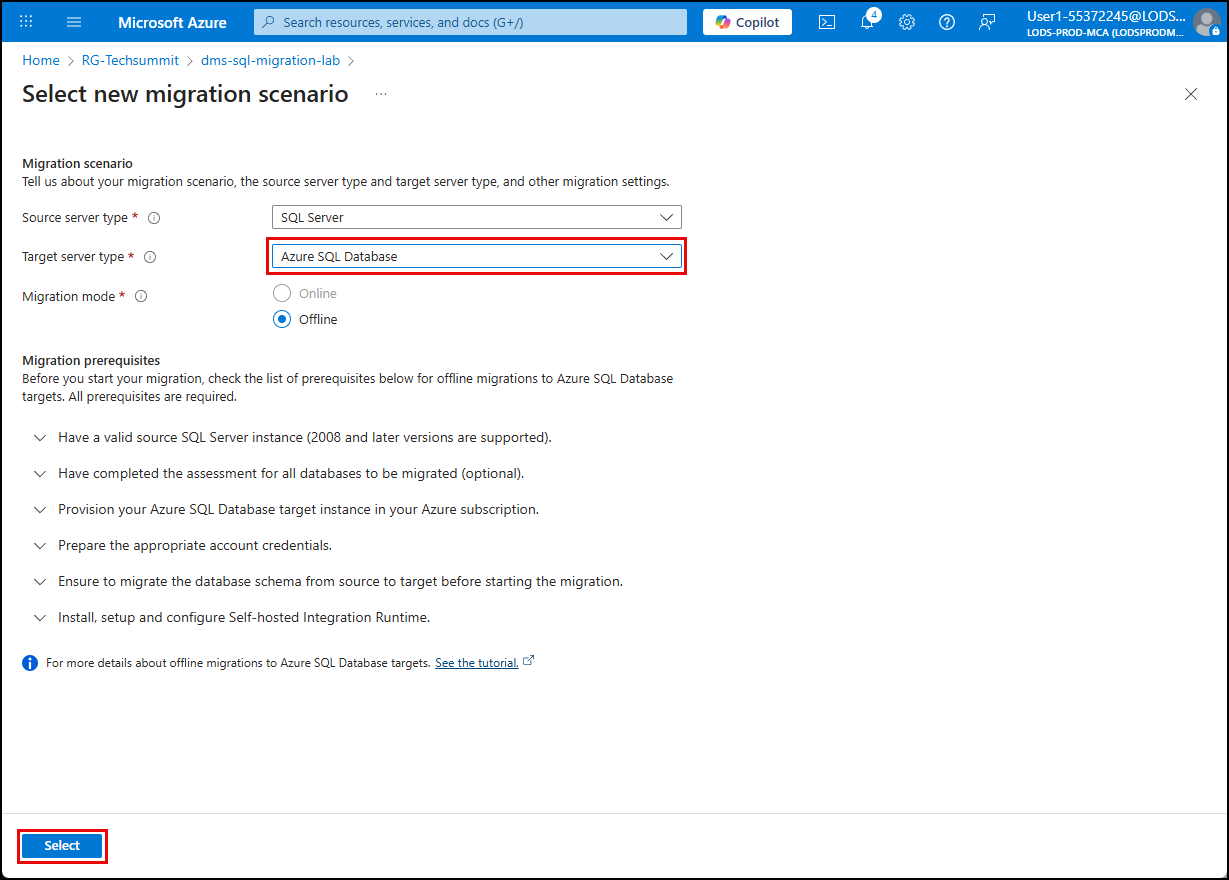 Microsoft Azure
Search resources, services, and docs (G+/)
Copilot
4
User1-55372245@LODS...
LODS-PROD-MCA (LODSPRODM...
Home > RG-Techsummit > dms-sql-migration-lab >
Select new migration scenario ...
Migration scenario
Tell us about your migration scenario, the source server type and target server type, and other migration settings.
Source server type *
SQL Server
Target server type *
Azure SQL Database
Migration mode *
Online
Offline
Migration prerequisites
Before you start your migration, check the list of prerequisites below for offline migrations to Azure SQL Database
targets. All prerequisites are required.
Have a valid source SQL Server instance (2008 and later versions are supported).
Have completed the assessment for all databases to be migrated (optional).
Provision your Azure SQL Database target instance in your Azure subscription.
Prepare the appropriate account credentials.
Ensure to migrate the database schema from source to target before starting the migration.
Install, setup and configure Self-hosted Integration Runtime.
For more details about offline migrations to Azure SQL Database targets. See the tutorial.
Select